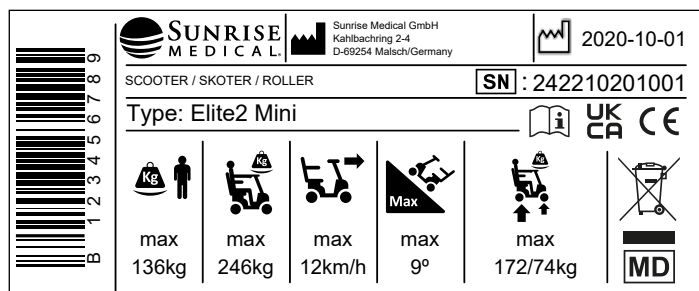 B 1 2 3 4 5 6 7 8 9
SUNRISE
MEDICAL.
Sunrise Medical GmbH
Kahlbachring 2-4
D-69254 Malsch/Germany
2020-10-01
SCOOTER / SKOTER / ROLLER
SN : 242210201001
Type: Elite2 Mini
i
UK
CA
CE
Kg
Kg
Max
Kg
max
136kg
max
246kg
max
12km/h
max
9º
max
172/74kg
MD